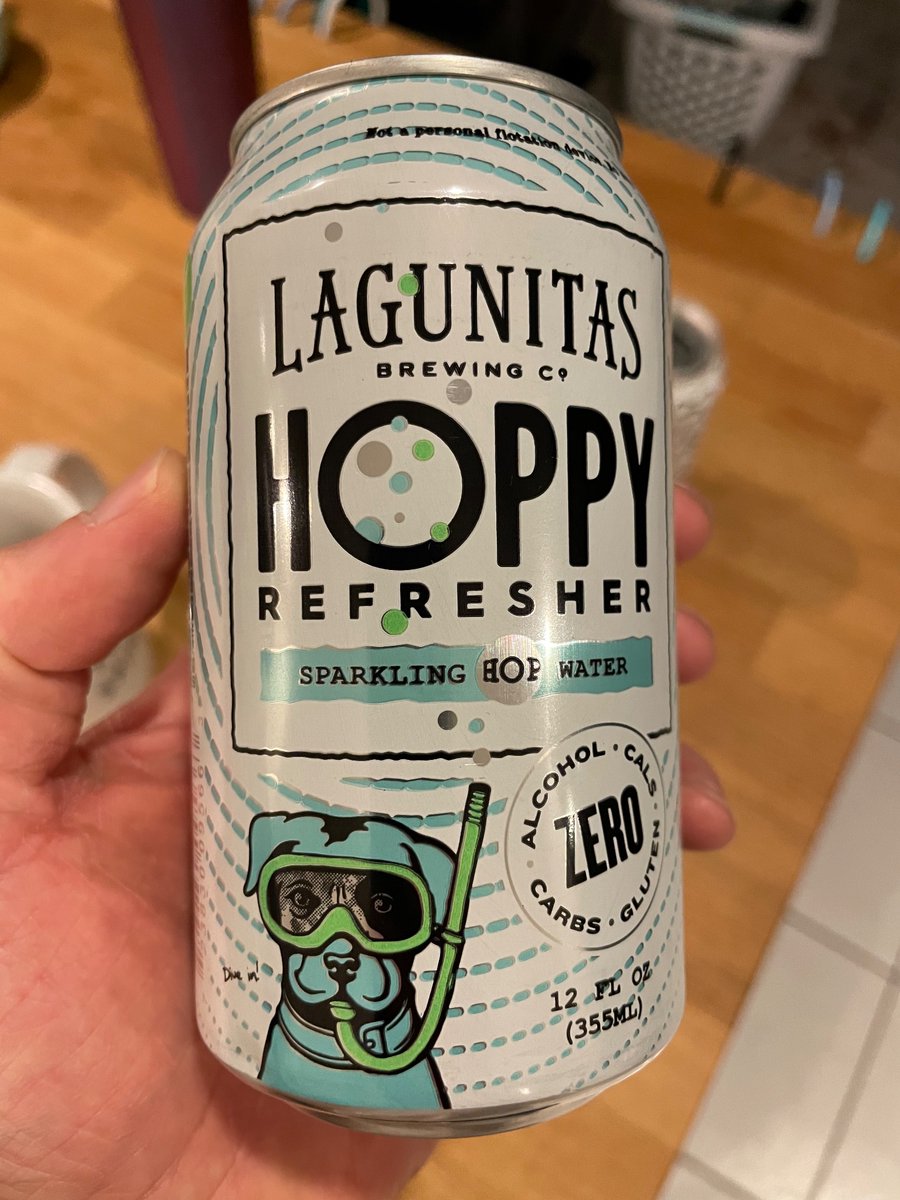 Not a personal flotation device
LAGUNITAS
BREWING CO
HOPPY
REFRESHER
SPARKLING HOP WATER
ALCOHOL · CALS · GLUTEN · CARBS ·
ZERO
Dive in!
12 FL OZ
(355ML)